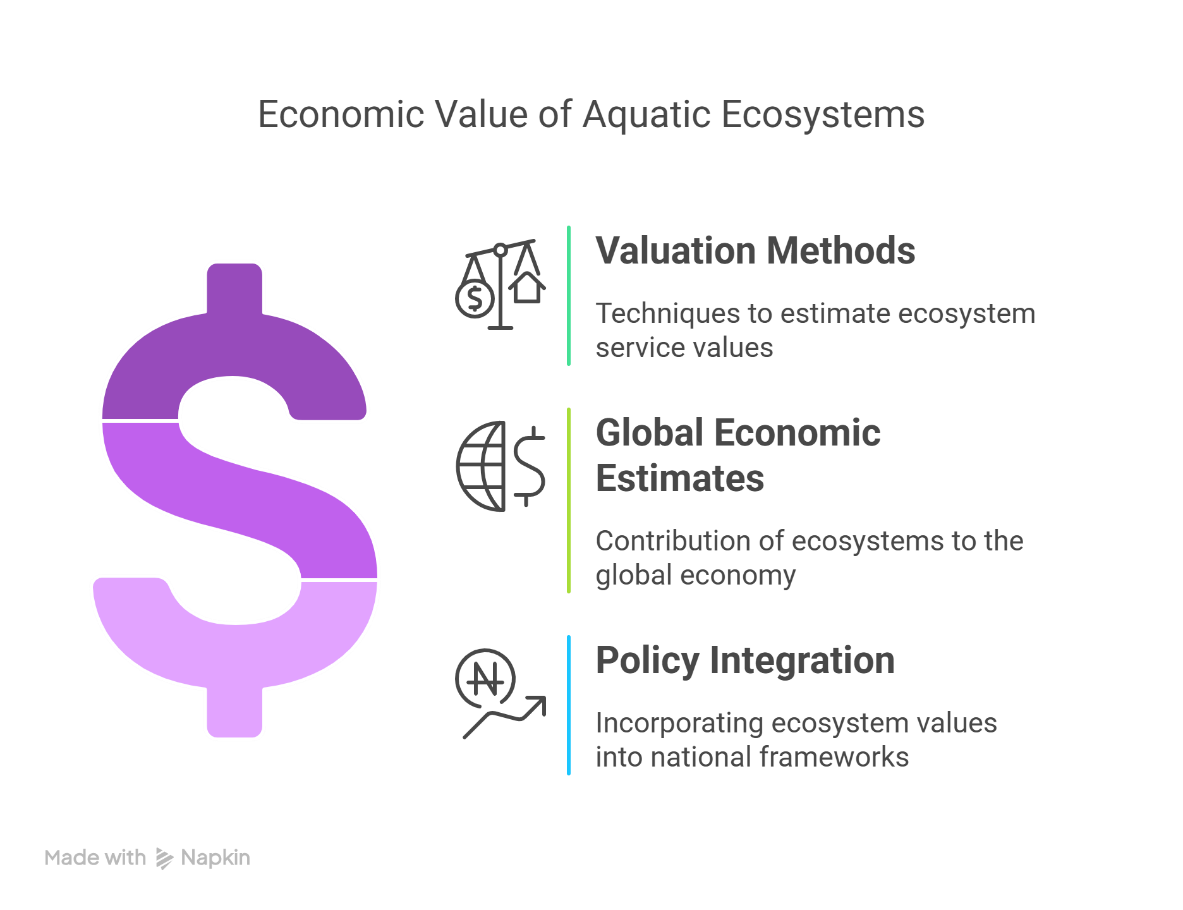 Economic Value of Aquatic Ecosystems
$
Valuation Methods
Techniques to estimate ecosystem
service values
$
Global Economic
Estimates
Contribution of ecosystems to the
global economy
₦
Policy Integration
Incorporating ecosystem values
into national frameworks
Made with Napkin